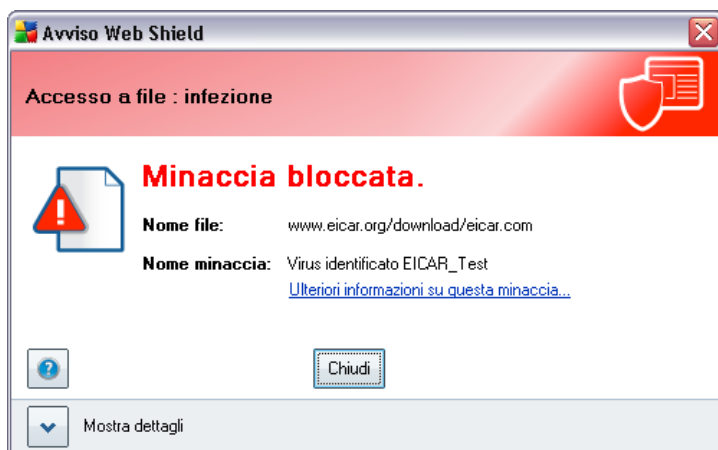 Avviso Web Shield
Accesso a file : infezione
Minaccia bloccata.
Nome file: www.eicar.org/download/eicar.com
Nome minaccia: Virus identificato EICAR_Test
Ulteriori informazioni su questa minaccia...
Chiudi
Mostra dettagli